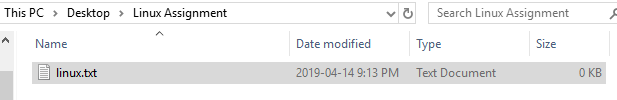 This PC > Desktop > Linux Assignment Search Linux Assignment
Name Date modified Type Size
linux.txt 2019-04-14 9:13 PM Text Document 0 KB